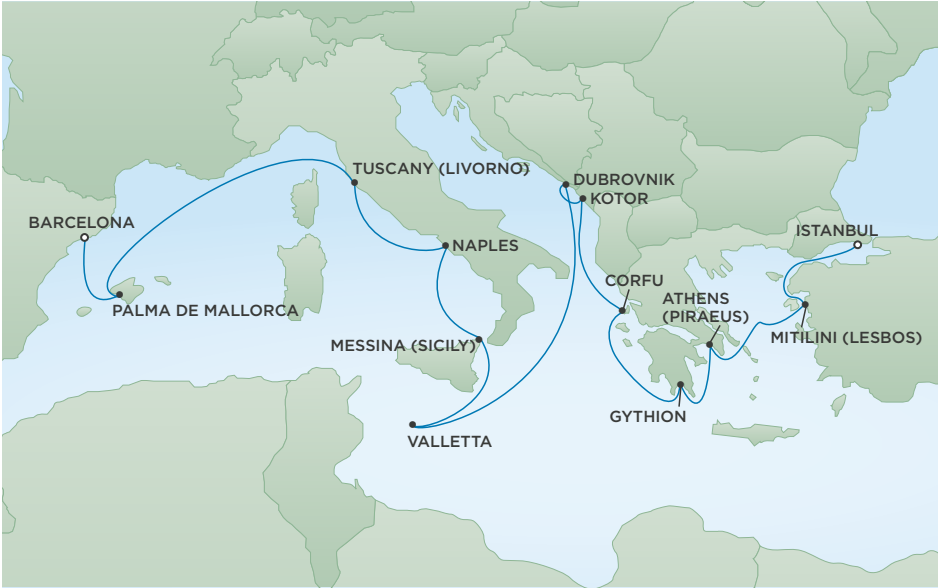 TUSCANY (LIVORNO)
DUBROVNIK
KOTOR
BARCELONA
ISTANBUL
NAPLES
CORFU
ATHENS
(PIRAEUS)
PALMA DE MALLORCA
MITILINI (LESBOS)
MESSINA (SICILY)
GYTHION
VALLETTA